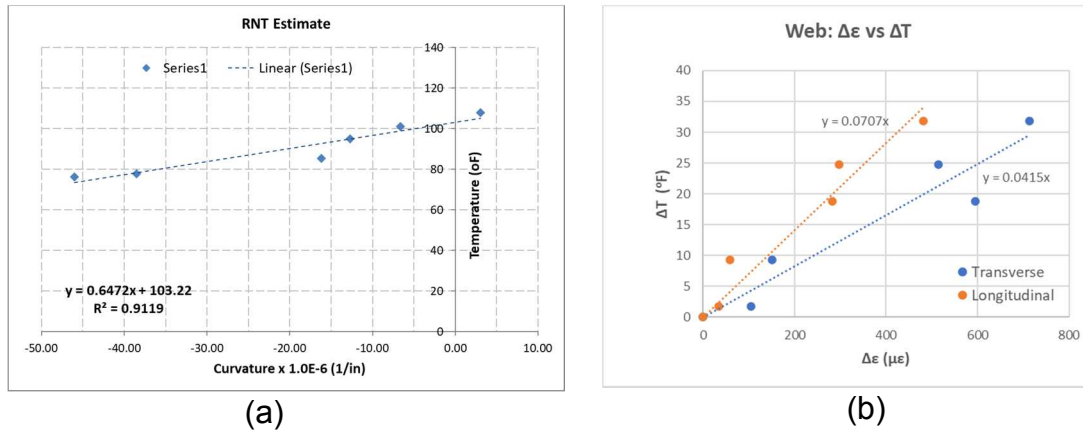 RNT Estimate
140
Series1
Linear (Series1)
120
100
80
60
40
20
0
Temperature (oF)
y = 0.6472x + 103.22
R² = 0.9119
-50.00 -40.00 -30.00 -20.00 -10.00 0.00 10.00
Curvature x 1.0E-6 (1/in)
(a)
Web: Δε vs ΔT
40
35
30
25
20
15
10
5
0
ΔT (°F)
y = 0.0707x
y = 0.0415x
Transverse
Longitudinal
0 200 400 600 800
Δε (με)
(b)